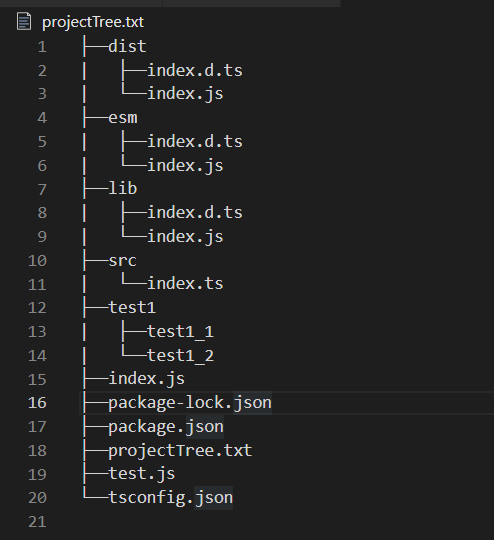 projectTree.txt
1 ├──dist
2 │   ├──index.d.ts
3 │   └──index.js
4 ├──esm
5 │   ├──index.d.ts
6 │   └──index.js
7 ├──lib
8 │   ├──index.d.ts
9 │   └──index.js
10 ├──src
11 │   └──index.ts
12 ├──test1
13 │   ├──test1_1
14 │   └──test1_2
15 ├──index.js
16 ├──package-lock.json
17 ├──package.json
18 ├──projectTree.txt
19 ├──test.js
20 └──tsconfig.json
21